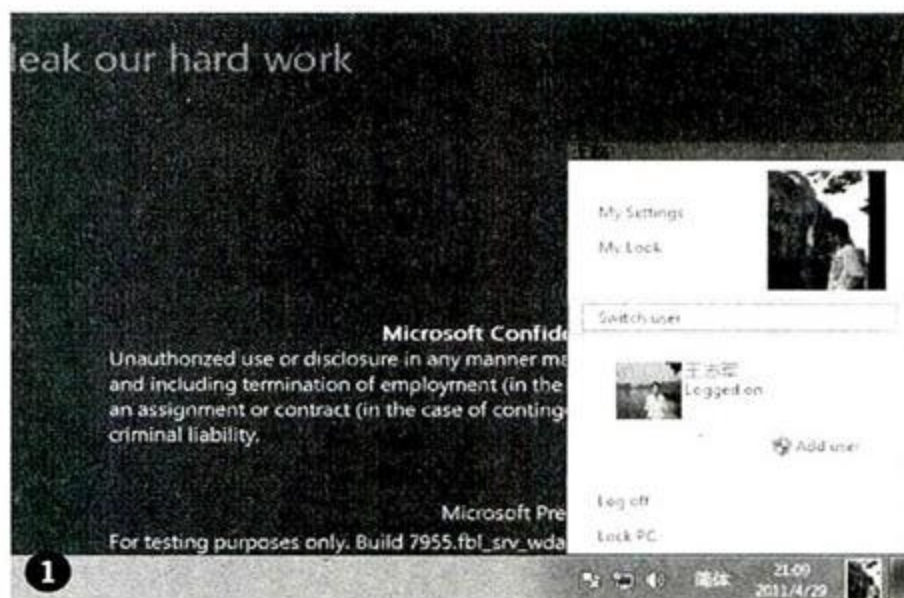 leak our hard work
My Settings
My Look
Switch user
Microsoft Confide
王志军
Logged on
Unauthorized use or disclosure in any manner ma
and including termination of employment (in the
an assignment or contract (in the case of continge
criminal liability.
Add user
Log off
Microsoft Pre
Lock PC
For testing purposes only. Build 7955.fbl_srv_wda
1
简体
21:09
2011/4/29